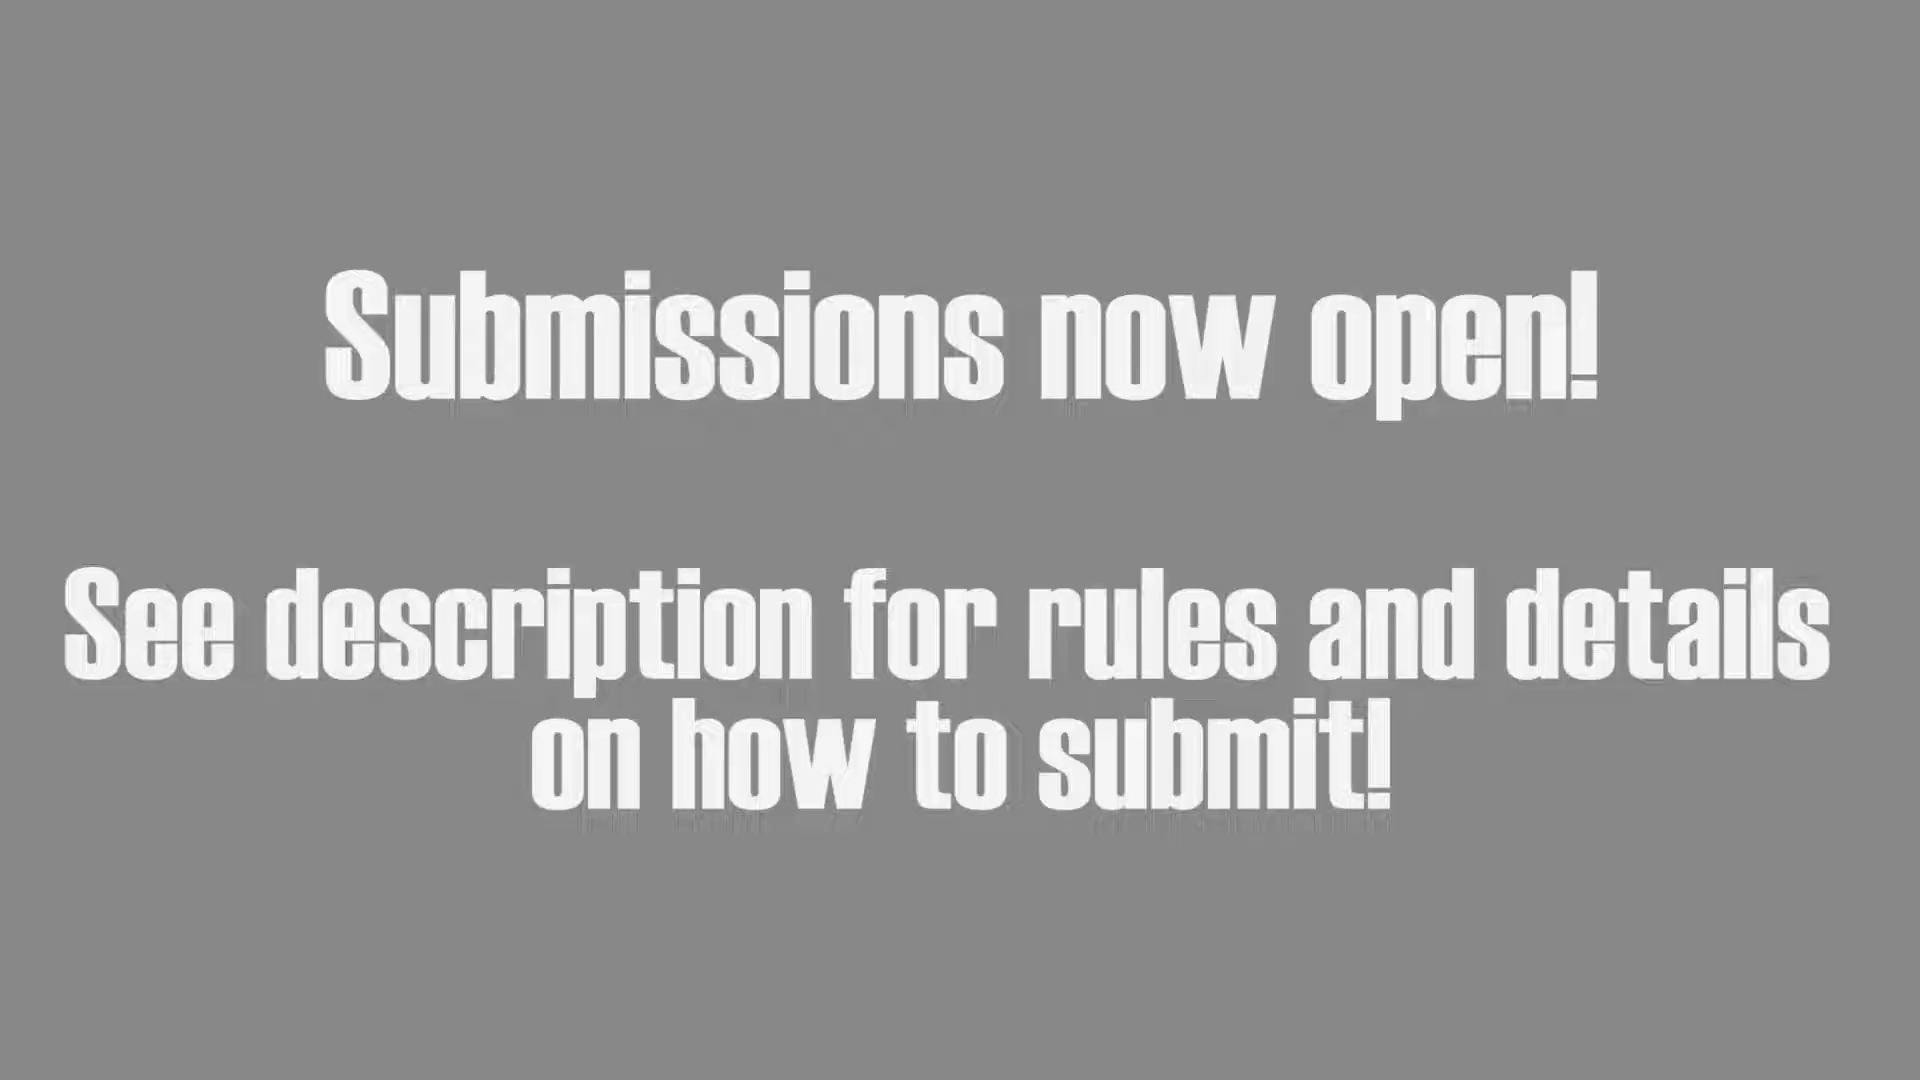 Submissions now open!
See description for rules and details
on how to submit!